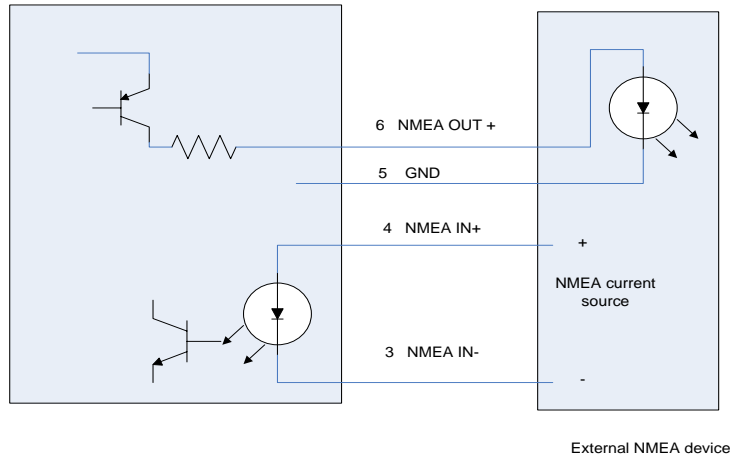 6 NMEA OUT +
5 GND
4 NMEA IN+
+
NMEA current
source
3 NMEA IN-
-
External NMEA device